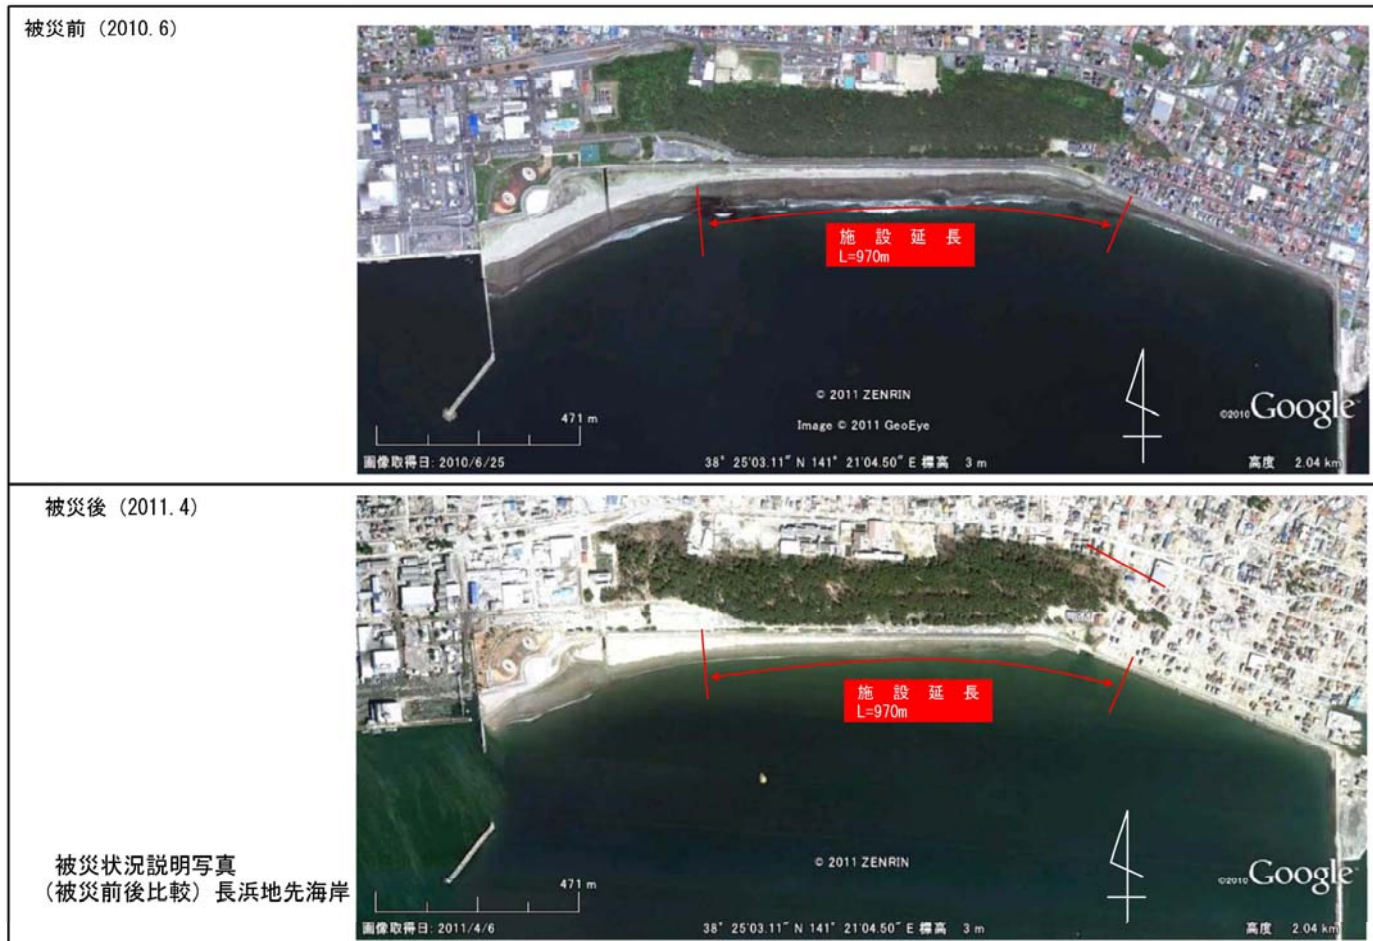 被災前 (2010.6)
施 設 延 長
L=970m
© 2011 ZENRIN
Image © 2011 GeoEye
©2010 Google
471 m
画像取得日: 2010/6/25
38° 25'03.11" N 141° 21'04.50" E 標高 3 m
高度 2.04 km
被災後 (2011.4)
施 設 延 長
L=970m
被災状況説明写真
(被災前後比較) 長浜地先海岸
© 2011 ZENRIN
©2010 Google
471 m
画像取得日: 2011/4/6
38° 25'03.11" N 141° 21'04.50" E 標高 3 m
高度 2.04 km